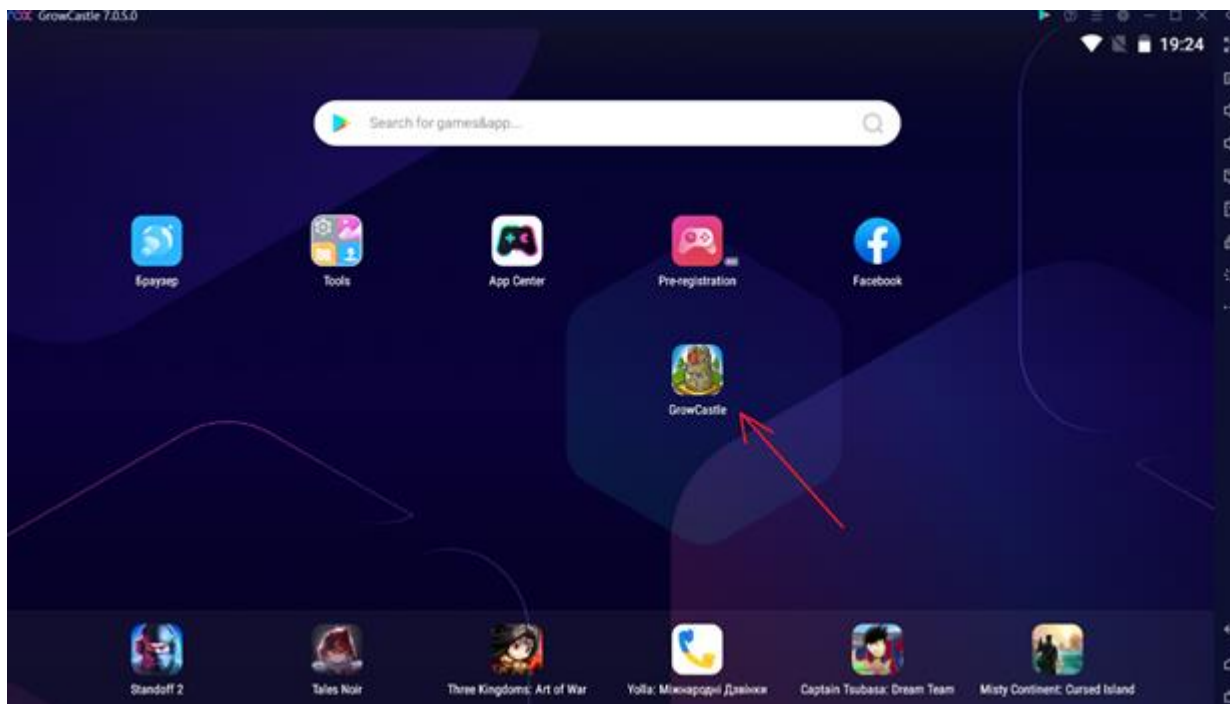 nox GrowCastle 7.0.5.0
19:24
Search for games&app...
Браузер
Tools
App Center
Pre-registration
Facebook
GrowCastle
Standoff 2
Tales Noir
Three Kingdoms: Art of War
Yolla: Міжнародні Дзвінки
Captain Tsubasa: Dream Team
Misty Continent: Cursed Island